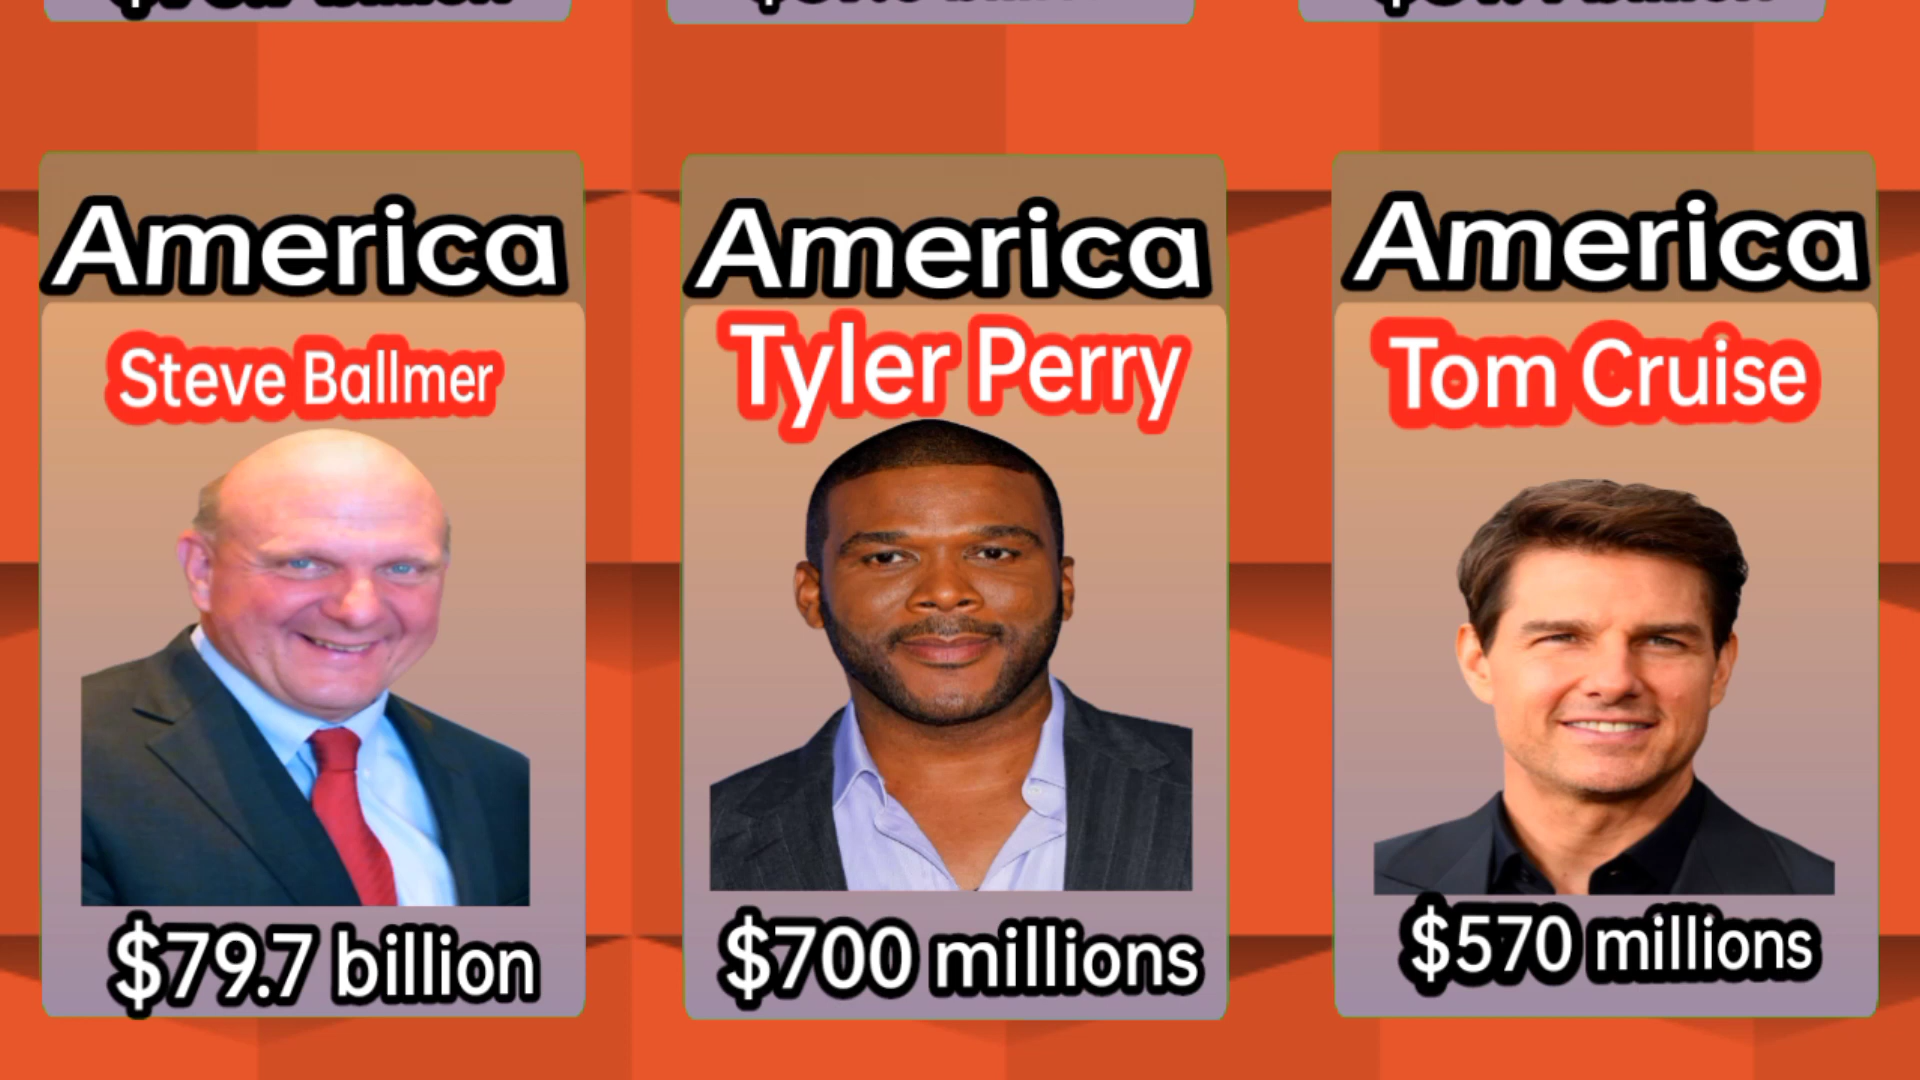 America
America
America
Steve Ballmer
Tyler Perry
Tom Cruise
$79.7 billion
$700 millions
$570 millions